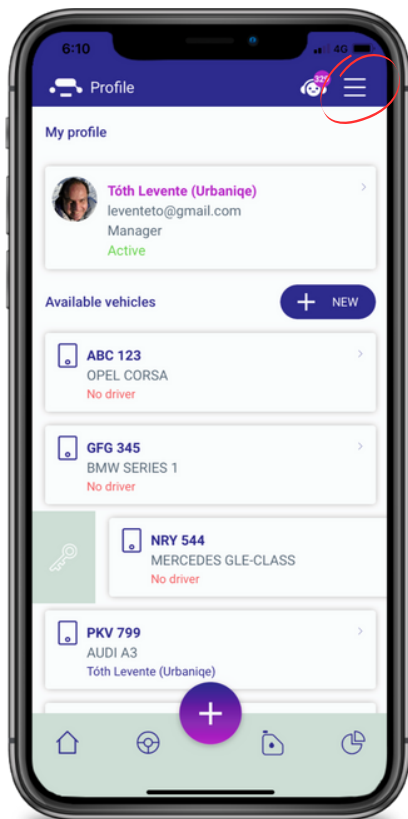 6:10
4G
Profile
329
My profile
Tóth Levente (Urbaniqe)
leventeto@gmail.com
Manager
Active
Available vehicles
+ NEW
ABC 123
OPEL CORSA
No driver
GFG 345
BMW SERIES 1
No driver
NRY 544
MERCEDES GLE-CLASS
No driver
PKV 799
AUDI A3
Tóth Levente (Urbaniqe)
+